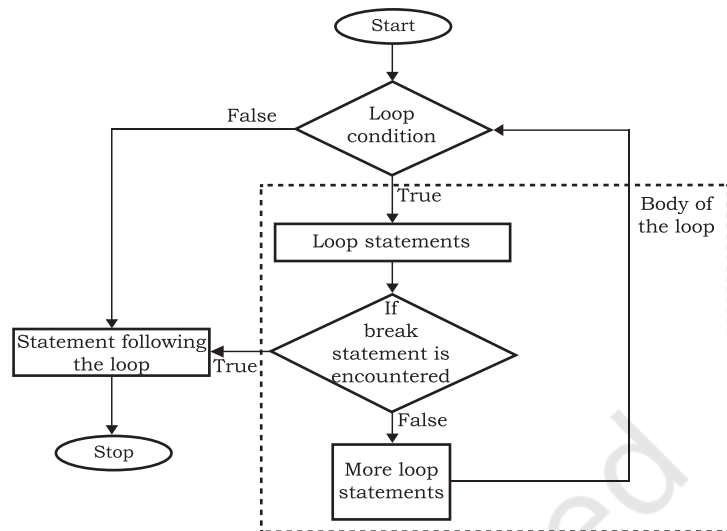 Start
Loop
condition
False
True
Body of
the loop
Loop statements
If
break
statement is
encountered
Statement following
the loop
True
False
Stop
More loop
statements